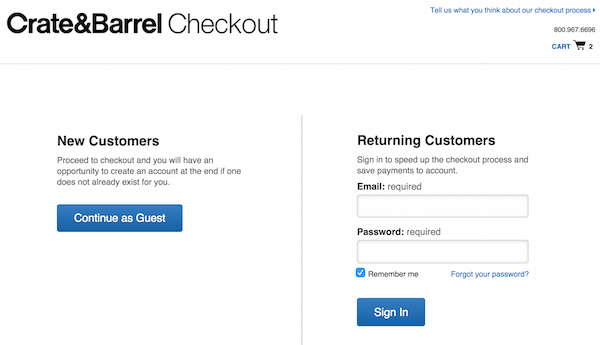 Crate&Barrel Checkout
Tell us what you think about our checkout process
800.967.6696
CART 2
New Customers
Proceed to checkout and you will have an
opportunity to create an account at the end if one
does not already exist for you.
Continue as Guest
Returning Customers
Sign in to speed up the checkout process and
save payments to account.
Email: required
Password: required
Remember me
Forgot your password?
Sign In